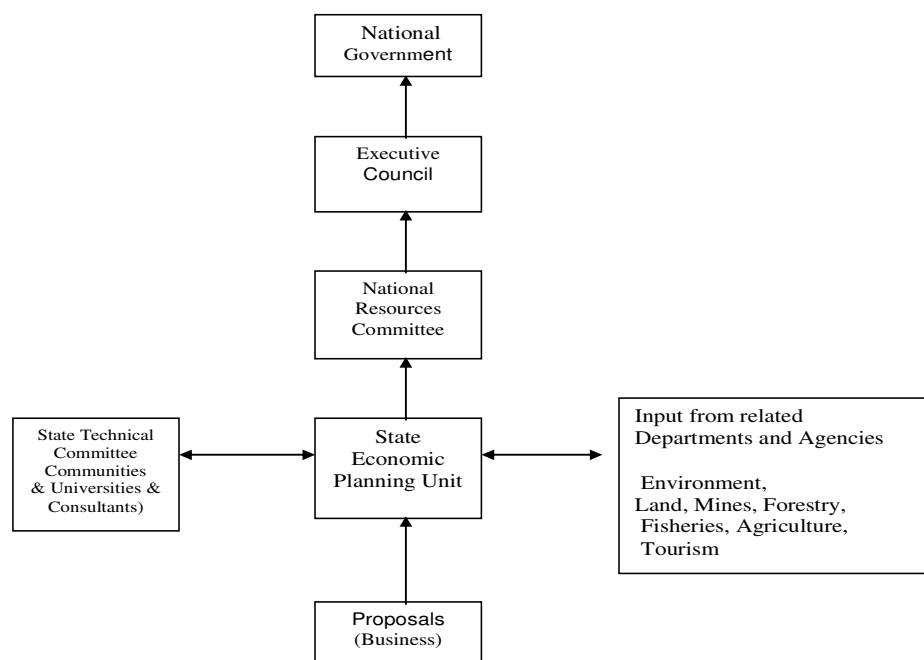 National
Government
Executive
Council
National
Resources
Committee
State Technical
Committee
Communities
& Universities &
Consultants)
State
Economic
Planning Unit
Input from related
Departments and Agencies
Environment,
Land, Mines, Forestry,
Fisheries, Agriculture,
Tourism
Proposals
(Business)